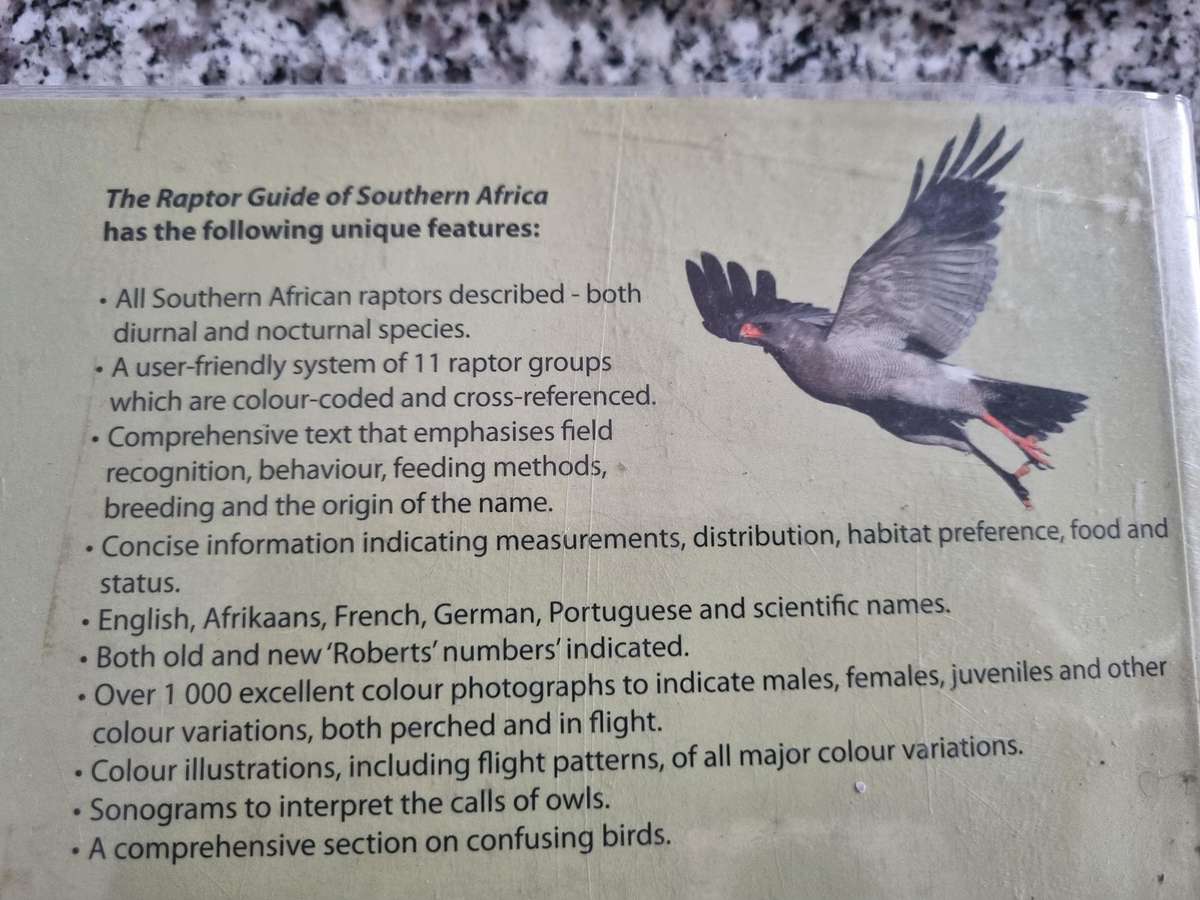 The Raptor Guide of Southern Africa
has the following unique features:
• All Southern African raptors described - both
diurnal and nocturnal species.
• A user-friendly system of 11 raptor groups
which are colour-coded and cross-referenced.
• Comprehensive text that emphasises field
recognition, behaviour, feeding methods,
breeding and the origin of the name.
• Concise information indicating measurements, distribution, habitat preference, food and
status.
• English, Afrikaans, French, German, Portuguese and scientific names.
• Both old and new 'Roberts' numbers' indicated.
• Over 1 000 excellent colour photographs to indicate males, females, juveniles and other
colour variations, both perched and in flight.
• Colour illustrations, including flight patterns, of all major colour variations.
• Sonograms to interpret the calls of owls.
• A comprehensive section on confusing birds.